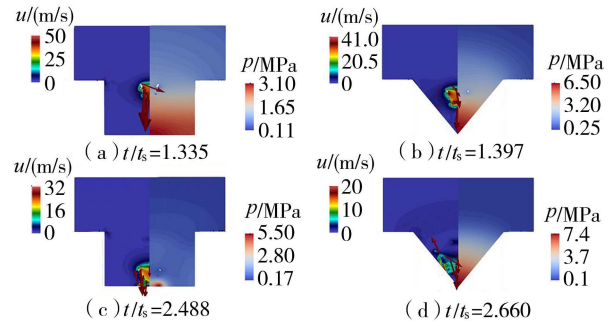 u/(m/s)
50
25
0
p/MPa
3.10
1.65
0.11
(a) t/ts=1.335
u/(m/s)
41.0
20.5
0
p/MPa
6.50
3.20
0.25
(b) t/ts=1.397
u/(m/s)
32
16
0
p/MPa
5.50
2.80
0.17
(c) t/ts=2.488
u/(m/s)
20
10
0
p/MPa
7.4
3.7
0.1
(d) t/ts=2.660